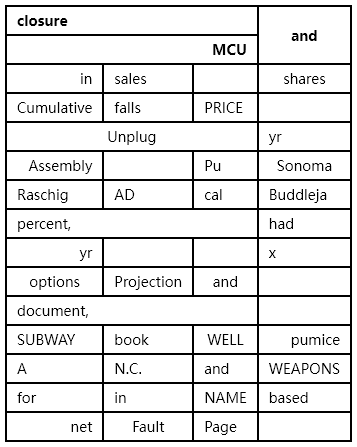 closure and
MCU
in sales shares
Cumulative falls PRICE
Unplug yr
Assembly Pu Sonoma
Raschig AD cal Buddleja
percent, had
yr x
options Projection and
document,
SUBWAY book WELL pumice
A N.C. and WEAPONS
for in NAME based
net Fault Page